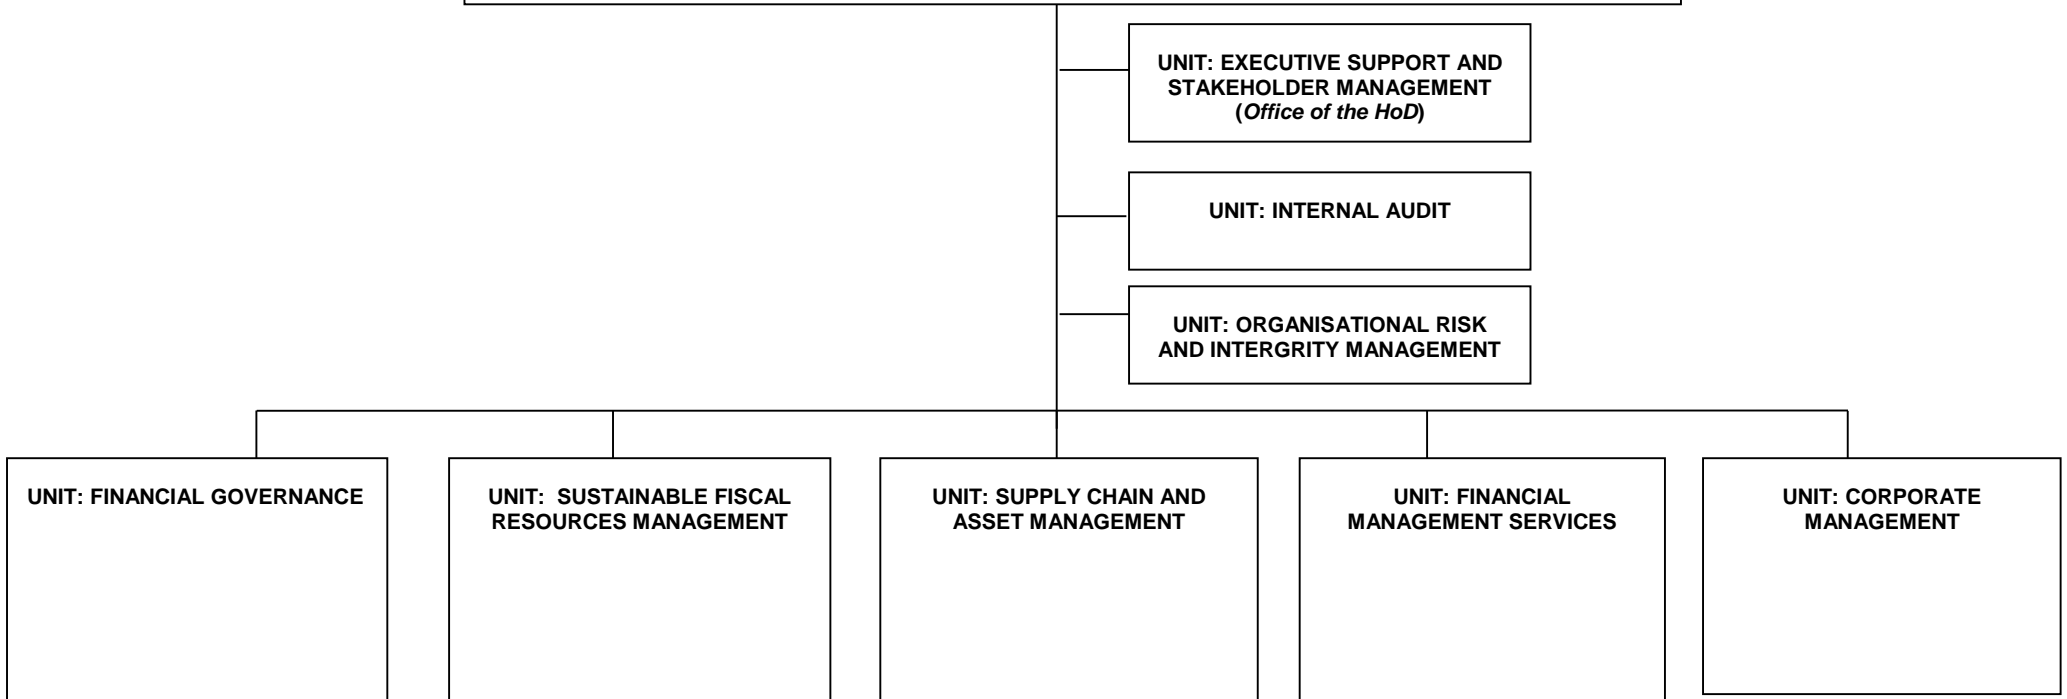 UNIT: EXECUTIVE SUPPORT AND
STAKEHOLDER MANAGEMENT
(Office of the HoD)
UNIT: INTERNAL AUDIT
UNIT: ORGANISATIONAL RISK
AND INTERGRITY MANAGEMENT
UNIT: FINANCIAL GOVERNANCE
UNIT: SUSTAINABLE FISCAL
RESOURCES MANAGEMENT
UNIT: SUPPLY CHAIN AND
ASSET MANAGEMENT
UNIT: FINANCIAL
MANAGEMENT SERVICES
UNIT: CORPORATE
MANAGEMENT